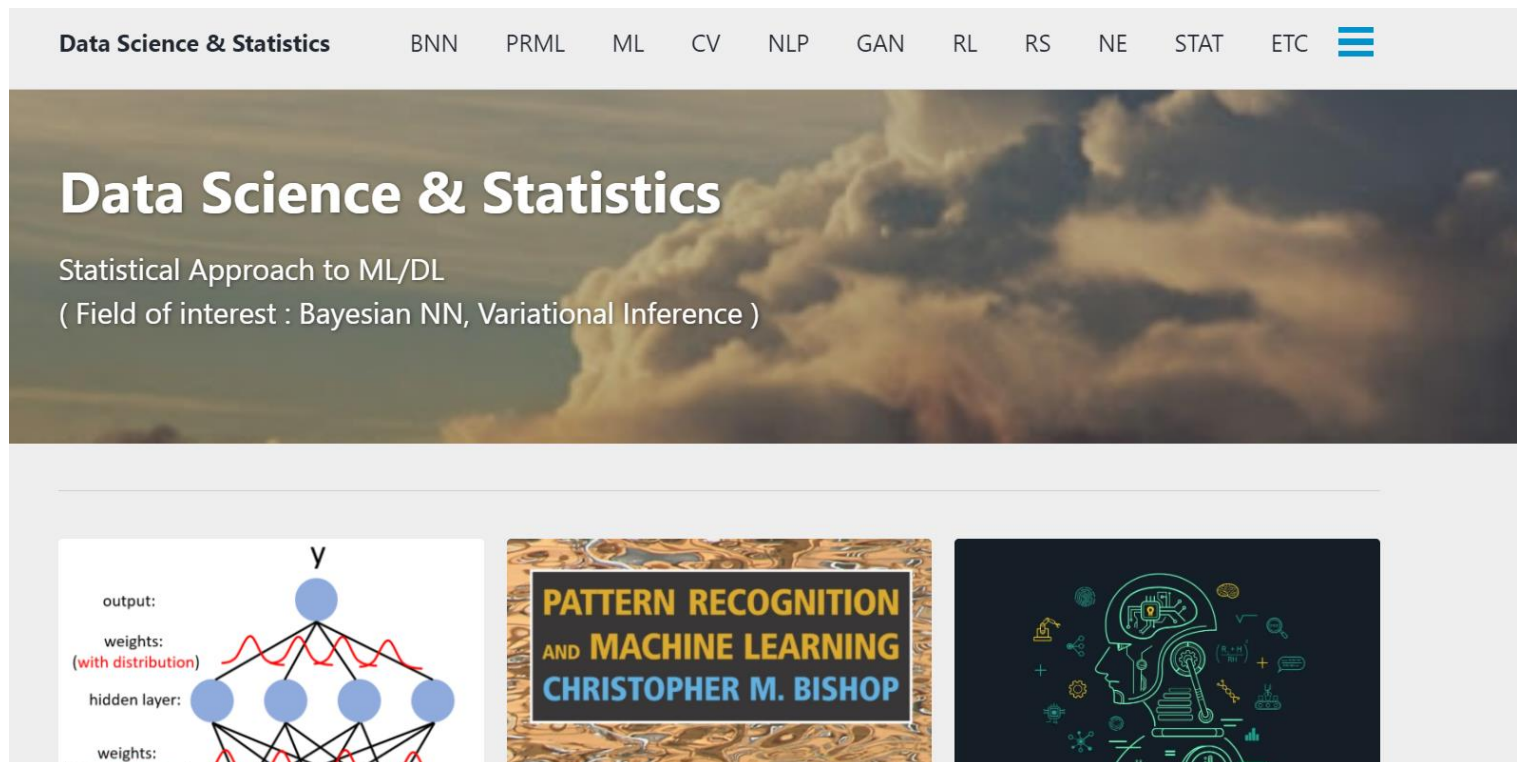 Data Science & Statistics BNN PRML ML CV NLP GAN RL RS NE STAT ETC
Data Science & Statistics
Statistical Approach to ML/DL
( Field of interest : Bayesian NN, Variational Inference )
y
output:
weights:
(with distribution)
hidden layer:
weights:
PATTERN RECOGNITION
AND MACHINE LEARNING
CHRISTOPHER M. BISHOP